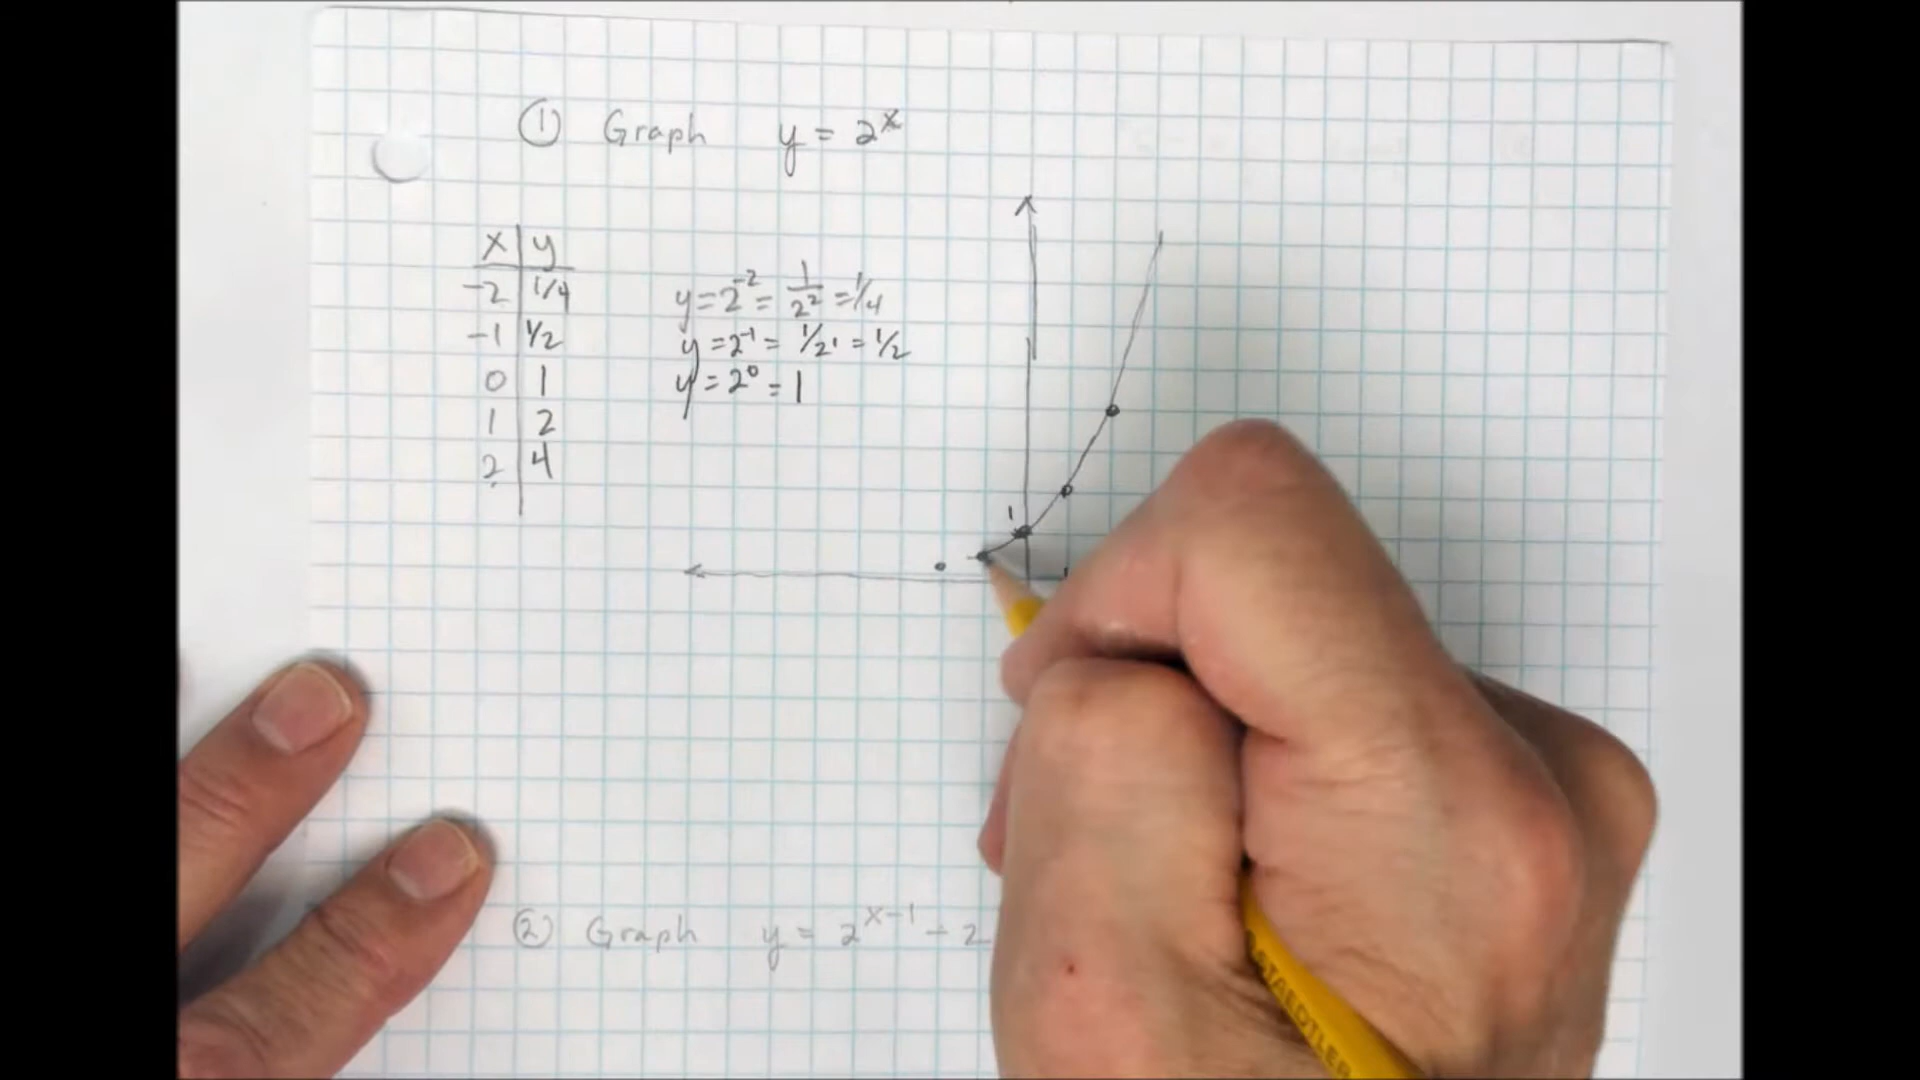 ① Graph y = 2^x
x | y
-2 | 1/4
-1 | 1/2
0 | 1
1 | 2
2 | 4
y = 2^-2 = 1/2^2 = 1/4
y = 2^-1 = 1/2^1 = 1/2
y = 2^0 = 1
1
1
② Graph y = 2^x-1 - 2
STAEDTLER